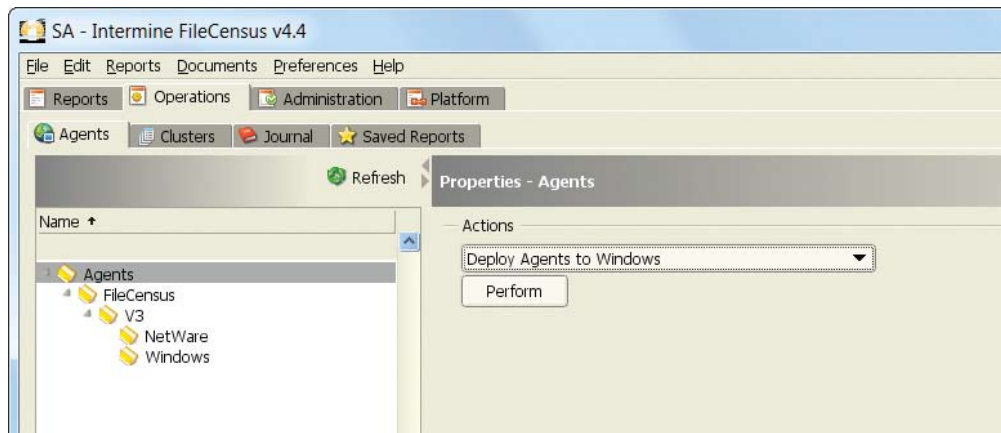 SA - Intermine FileCensus v4.4
File Edit Reports Documents Preferences Help
Reports Operations Administration Platform
Agents Clusters Journal Saved Reports
Refresh
Properties - Agents
Name
Actions
Deploy Agents to Windows
Perform
Agents
FileCensus
V3
NetWare
Windows